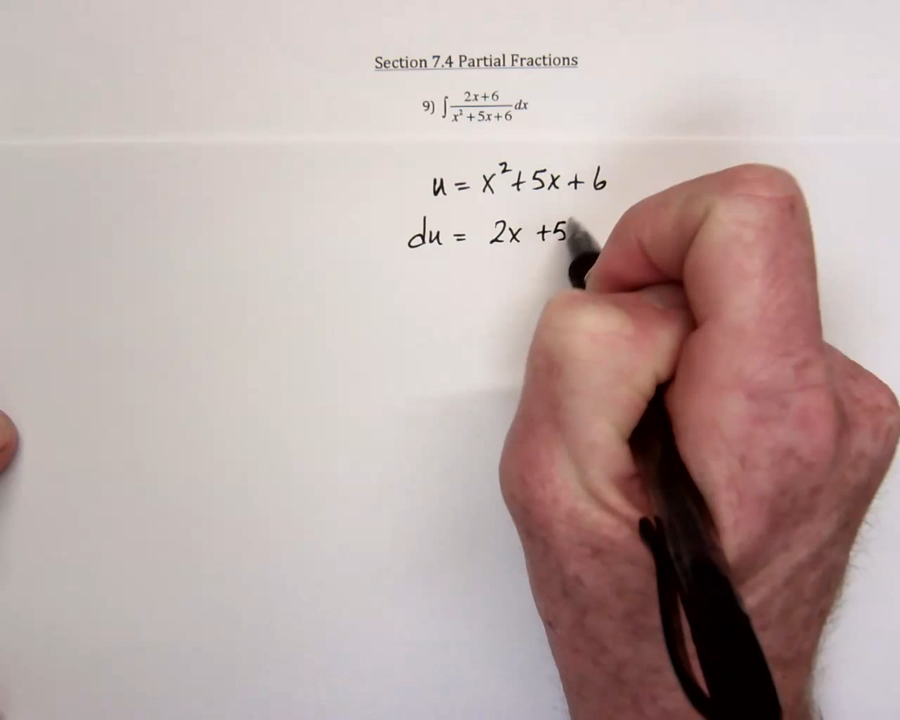 Section 7.4 Partial Fractions
9) ∫ (2x+6)/(x²+5x+6) dx
u = x²+5x+6
du = 2x +5